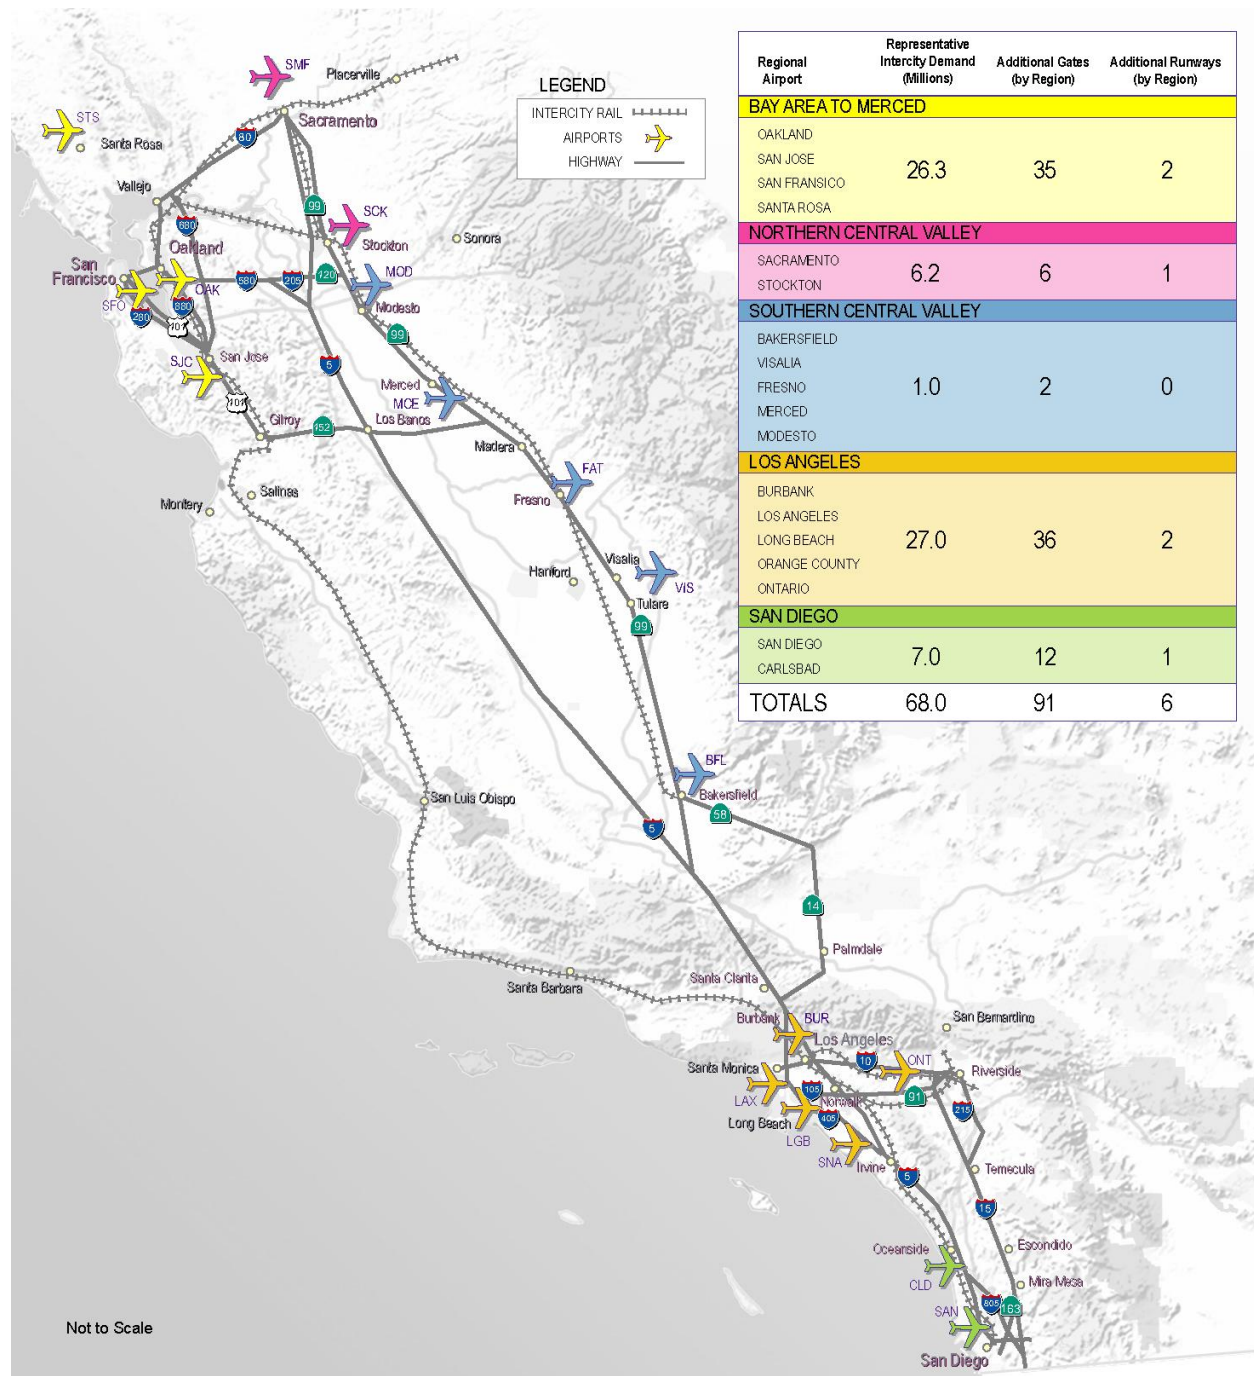 SMF
Placerville
STS
Santa Rosa
Sacramento
80
Vallejo
680
99
SCK
Stockton
Sonora
Oakland
San
Francisco
SFO
OAK
580
205
120
MOD
280
880
101
Modesto
99
SJC
San Jose
5
101
Merced
MCE
Gilroy
152
Los Banos
Madera
FAT
Fresno
Salinas
Montery
Visalia
Hanford
VIS
Tulare
99
BFL
Bakersfield
58
San Luis Obispo
5
14
Palmdale
Santa Clarita
Santa Barbara
Burbank
BUR
Los Angeles
San Bernardino
Santa Monica
10
ONT
Riverside
LAX
105
Norwalk
91
215
Long Beach
405
LGB
SNA
Irvine
5
Temecula
15
Oceanside
Escondido
CLD
Mira Mesa
SAN
805
163
San Diego
Not to Scale
LEGEND
INTERCITY RAIL
AIRPORTS
HIGHWAY
Regional
Airport
Representative
Intercity Demand
(Millions)
Additional Gates
(by Region)
Additional Runways
(by Region)
BAY AREA TO MERCED
OAKLAND
SAN JOSE
SAN FRANSICO
SANTA ROSA
26.3 35 2
NORTHERN CENTRAL VALLEY
SACRAMENTO
STOCKTON
6.2 6 1
SOUTHERN CENTRAL VALLEY
BAKERSFIELD
VISALIA
FRESNO
MERCED
MODESTO
1.0 2 0
LOS ANGELES
BURBANK
LOS ANGELES
LONG BEACH
ORANGE COUNTY
ONTARIO
27.0 36 2
SAN DIEGO
SAN DIEGO
CARLSBAD
7.0 12 1
TOTALS 68.0 91 6